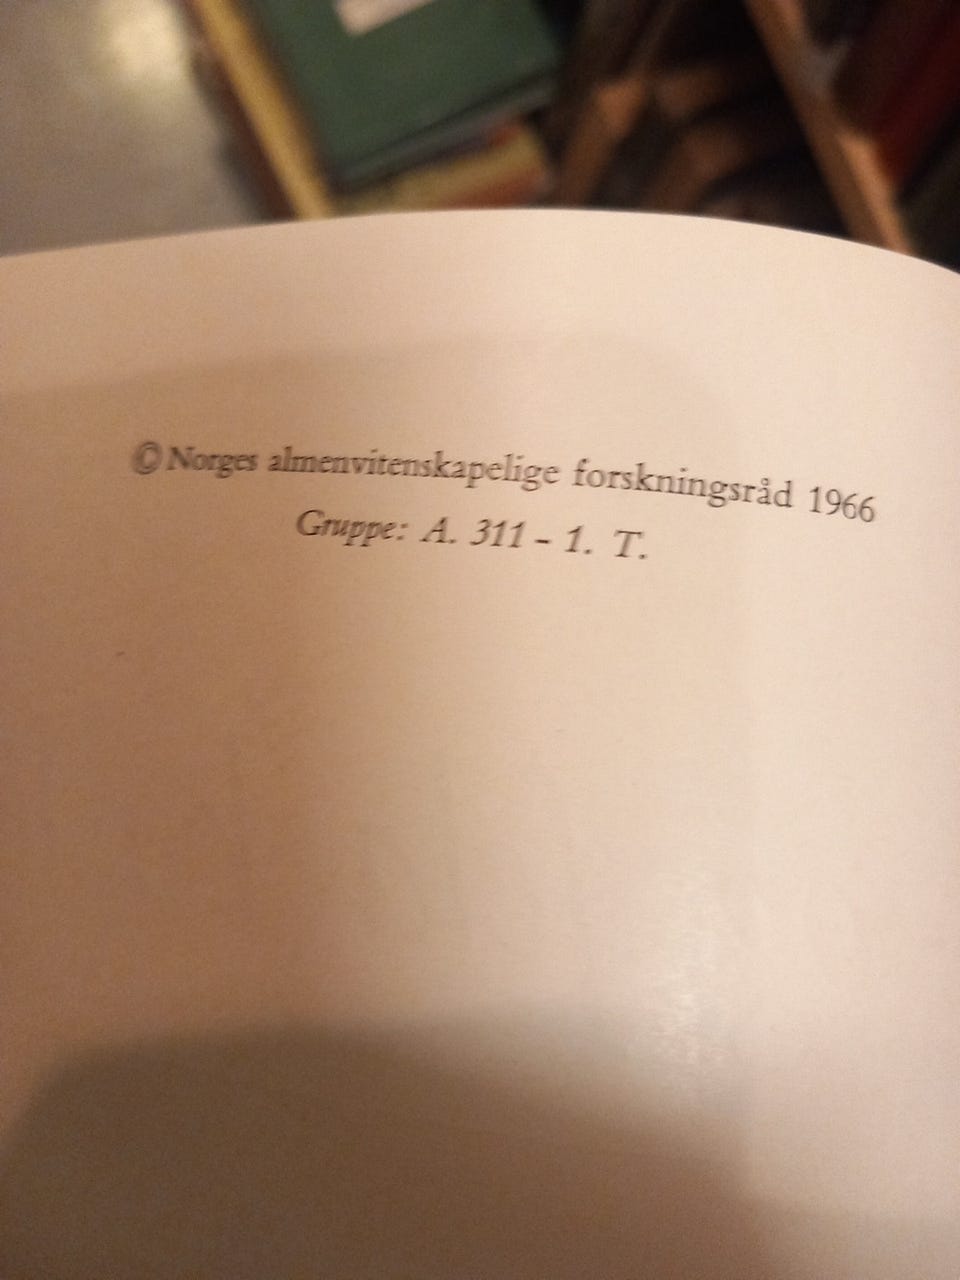 © Norges almenvitenskapelige forskningsråd 1966
Gruppe: A. 311 – 1. T.